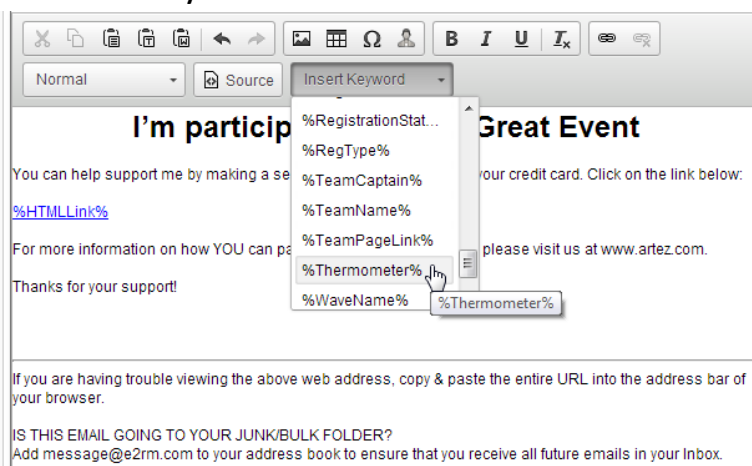 Ω B I U Ix
Normal Source Insert Keyword
%RegistrationStat...
%RegType%
%TeamCaptain%
%TeamName%
%TeamPageLink%
%Thermometer%
%WaveName%
%Thermometer%
I'm particip Great Event
You can help support me by making a se your credit card. Click on the link below:
%HTMLLink%
For more information on how YOU can pa please visit us at www.artez.com.
Thanks for your support!
If you are having trouble viewing the above web address, copy & paste the entire URL into the address bar of
your browser.
IS THIS EMAIL GOING TO YOUR JUNK/BULK FOLDER?
Add message@e2rm.com to your address book to ensure that you receive all future emails in your Inbox.